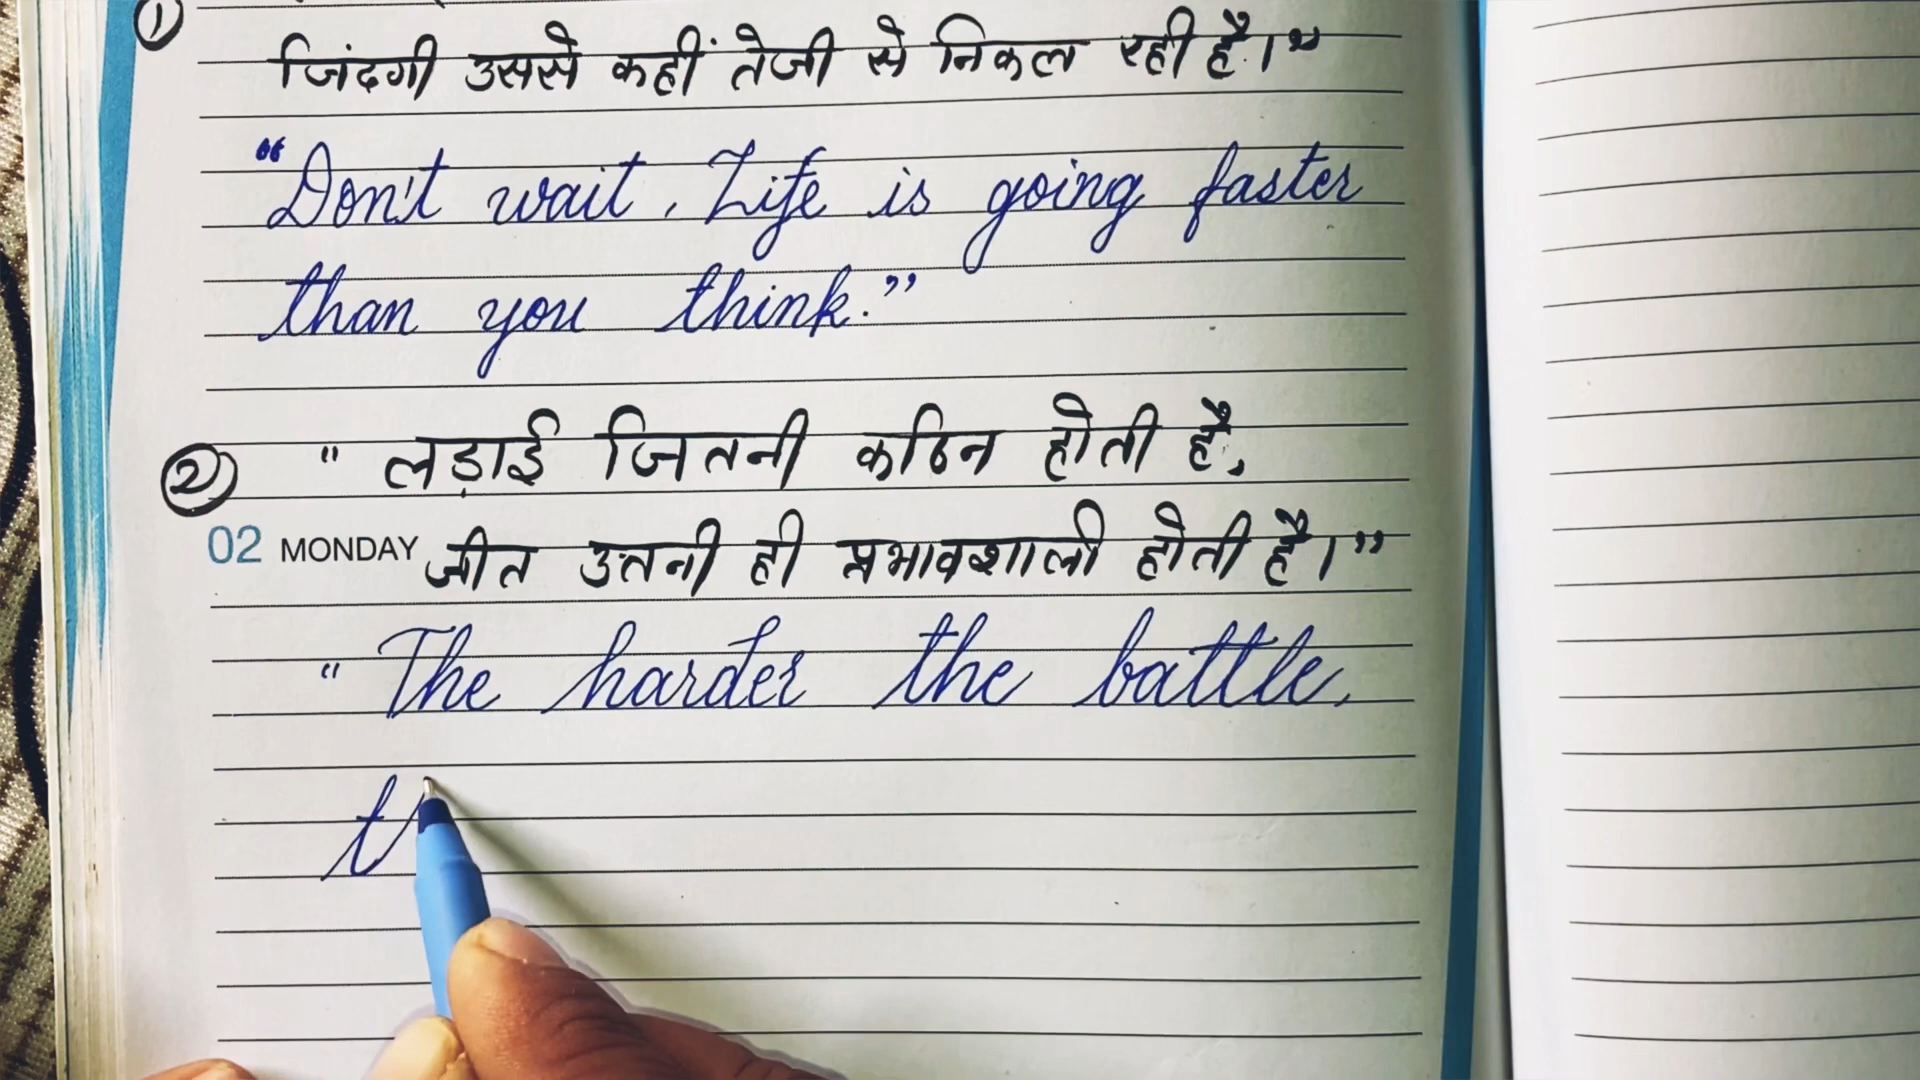 ①
जिंदगी उससे कहीं तेजी से निकल रही है।”
“Don't wait, Life is going faster
than you think.”
② " लड़ाई जितनी कठिन होती है,
02 MONDAY जीत उतनी ही प्रभावशाली होती है।”
“The harder the battle,
t